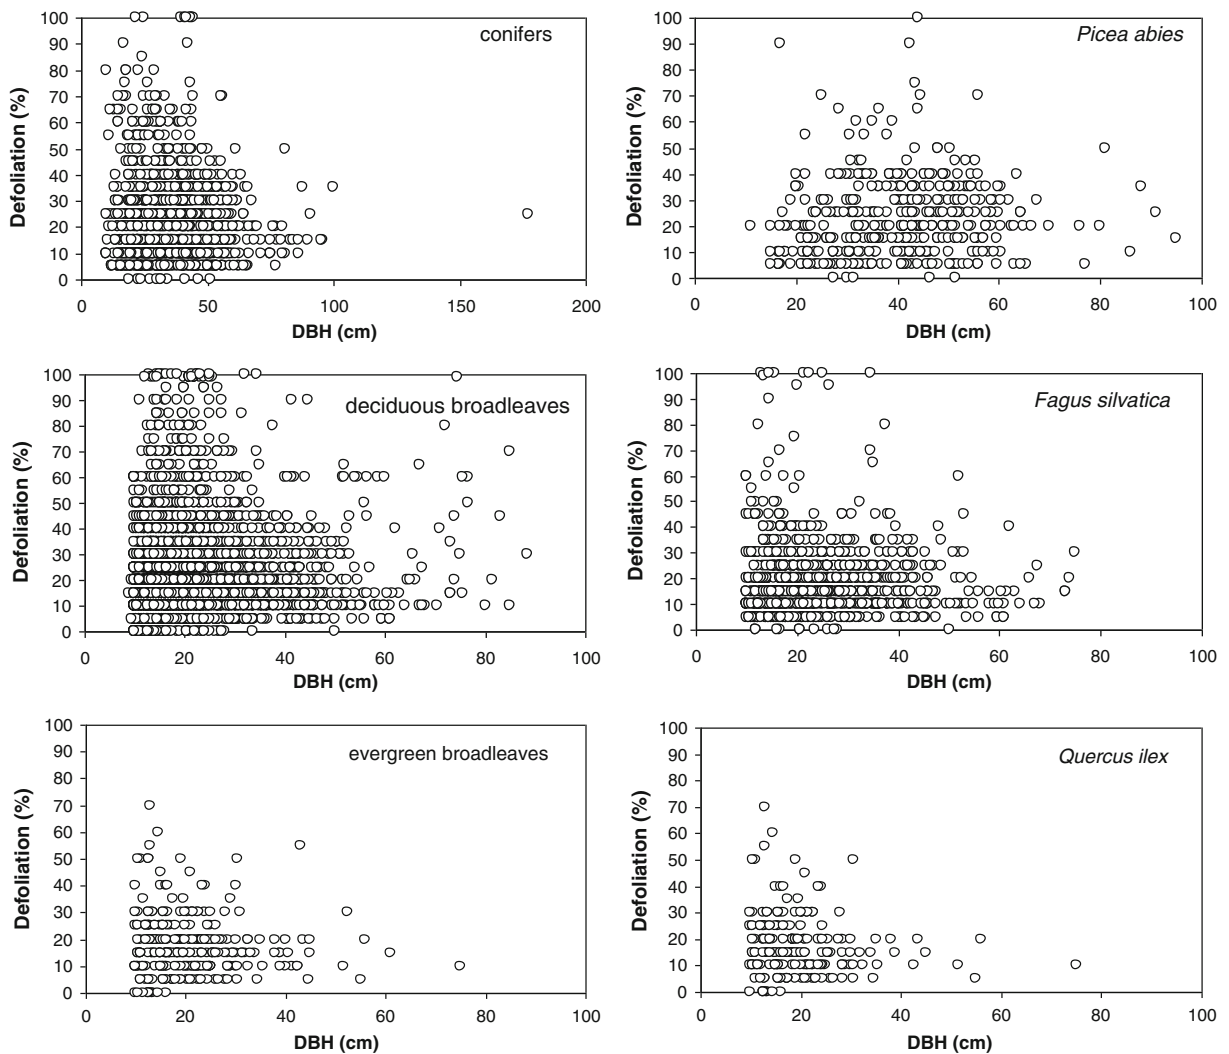 conifers
Defoliation (%)
100
90
80
70
60
50
40
30
20
10
0
0 50 100 150 200
DBH (cm)
Picea abies
Defoliation (%)
100
90
80
70
60
50
40
30
20
10
0
0 20 40 60 80 100
DBH (cm)
deciduous broadleaves
Defoliation (%)
100
90
80
70
60
50
40
30
20
10
0
0 20 40 60 80 100
DBH (cm)
Fagus silvatica
Defoliation (%)
100
90
80
70
60
50
40
30
20
10
0
0 20 40 60 80 100
DBH (cm)
evergreen broadleaves
Defoliation (%)
100
90
80
70
60
50
40
30
20
10
0
0 20 40 60 80 100
DBH (cm)
Quercus ilex
Defoliation (%)
100
90
80
70
60
50
40
30
20
10
0
0 20 40 60 80 100
DBH (cm)